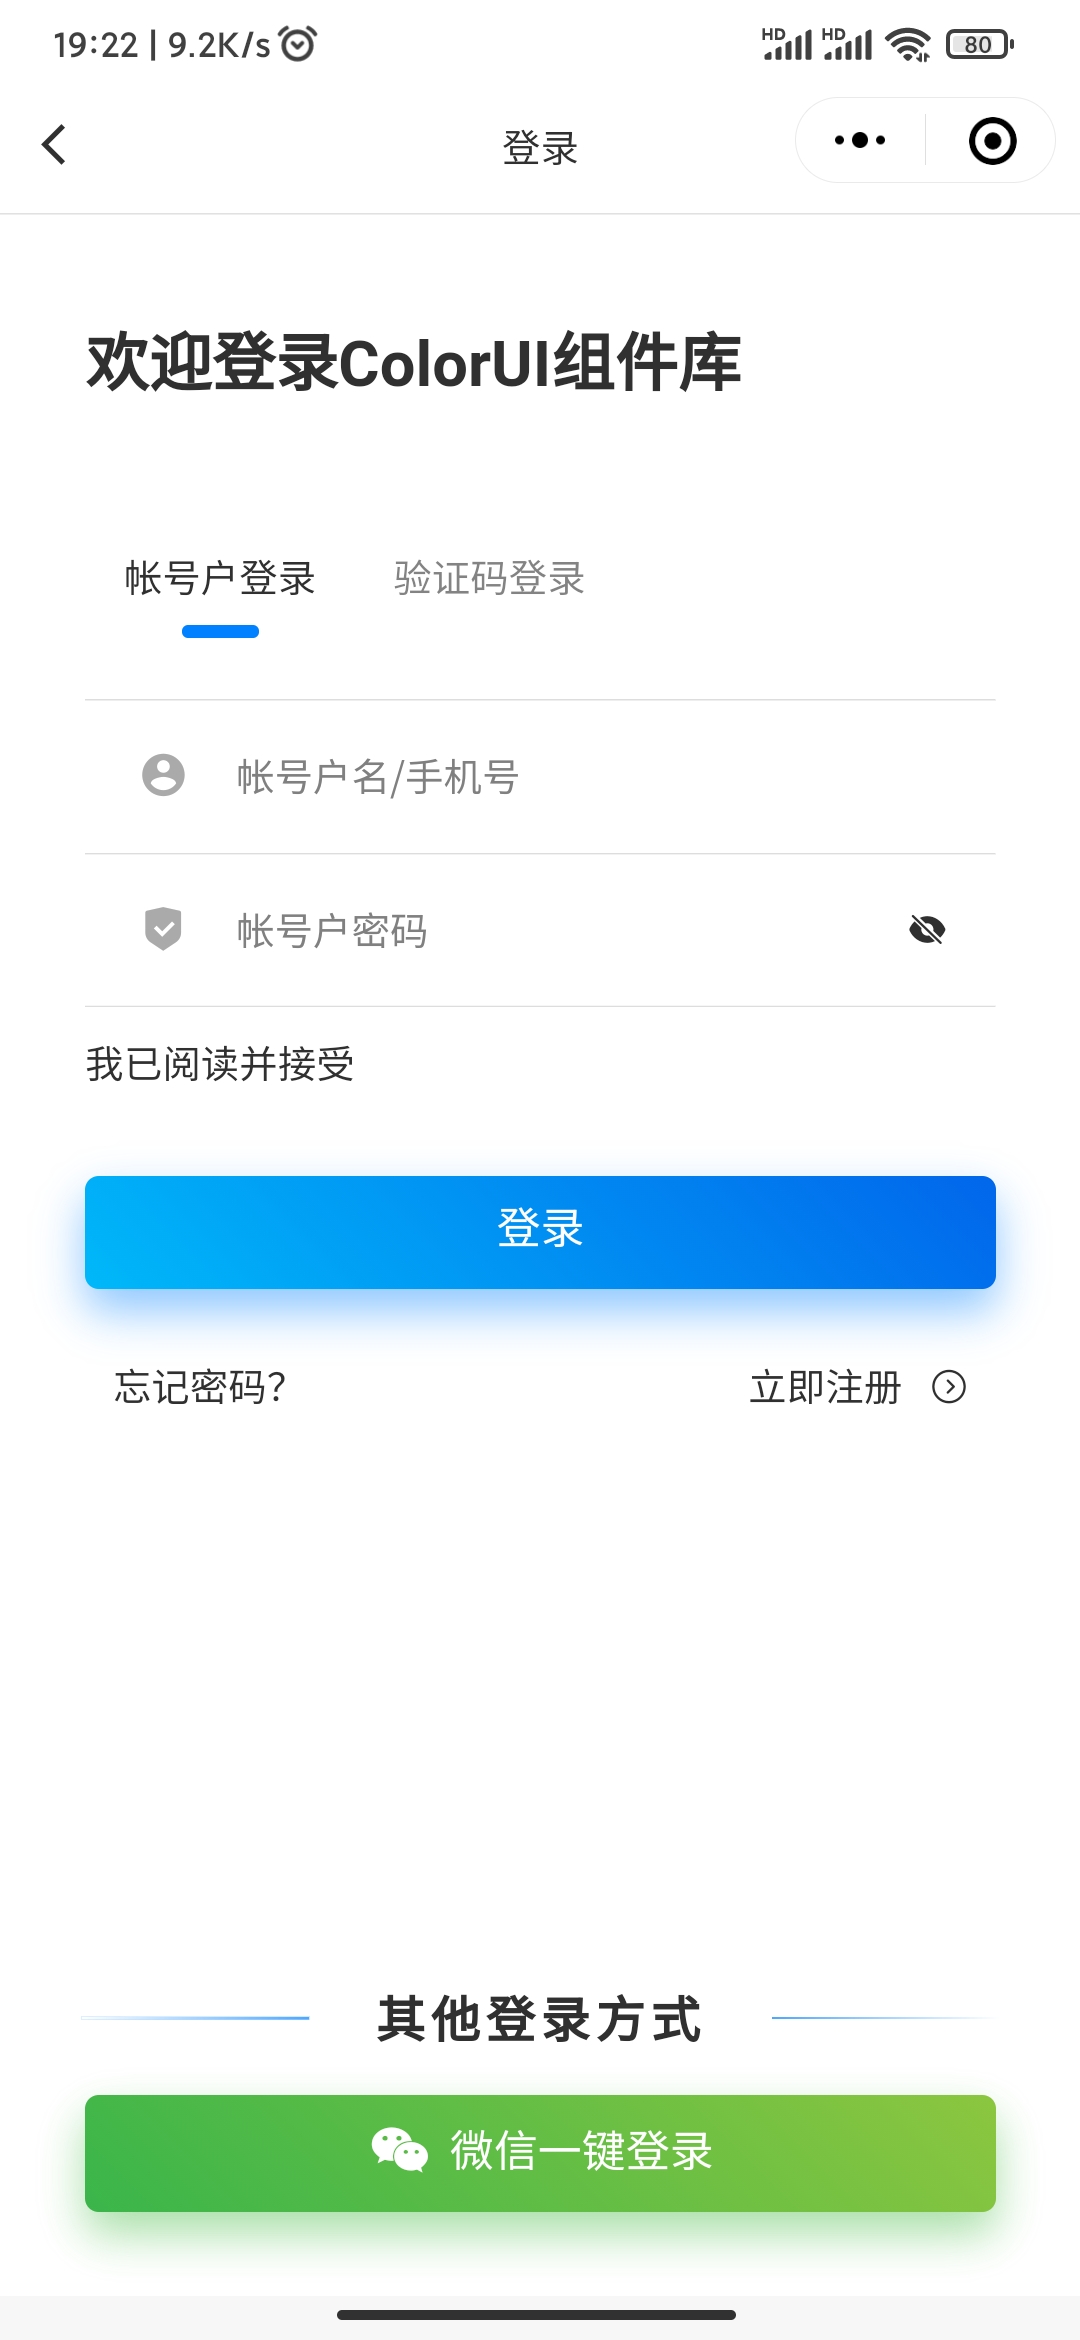 19:22 | 9.2K/s
HD HD 80
登录
欢迎登录ColorUI组件库
帐号户登录 验证码登录
帐号户名/手机号
帐号户密码
我已阅读并接受
登录
忘记密码? 立即注册
其他登录方式
微信一键登录